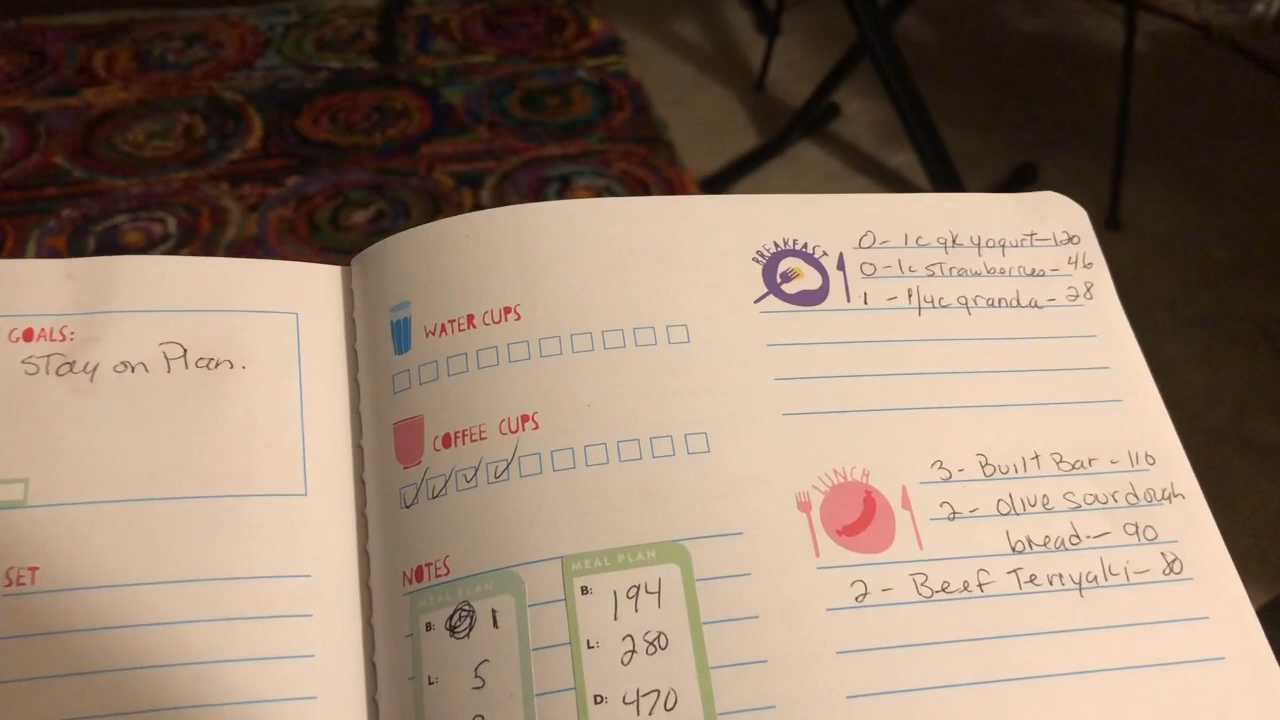 GOALS:
Stay on Plan.
SET
WATER CUPS
COFFEE CUPS
NOTES
MEAL PLAN
B: 1
L: 5
MEAL PLAN
B: 194
L: 280
D: 470
BREAKFAST
0 - 1c gk yogurt - 120
0 - 1c strawberries - 46
1 - 1/4c granola - 28
LUNCH
3 - Built Bar - 110
2 - Olive Sourdough
bread - 90
2 - Beef Teriyaki - 80